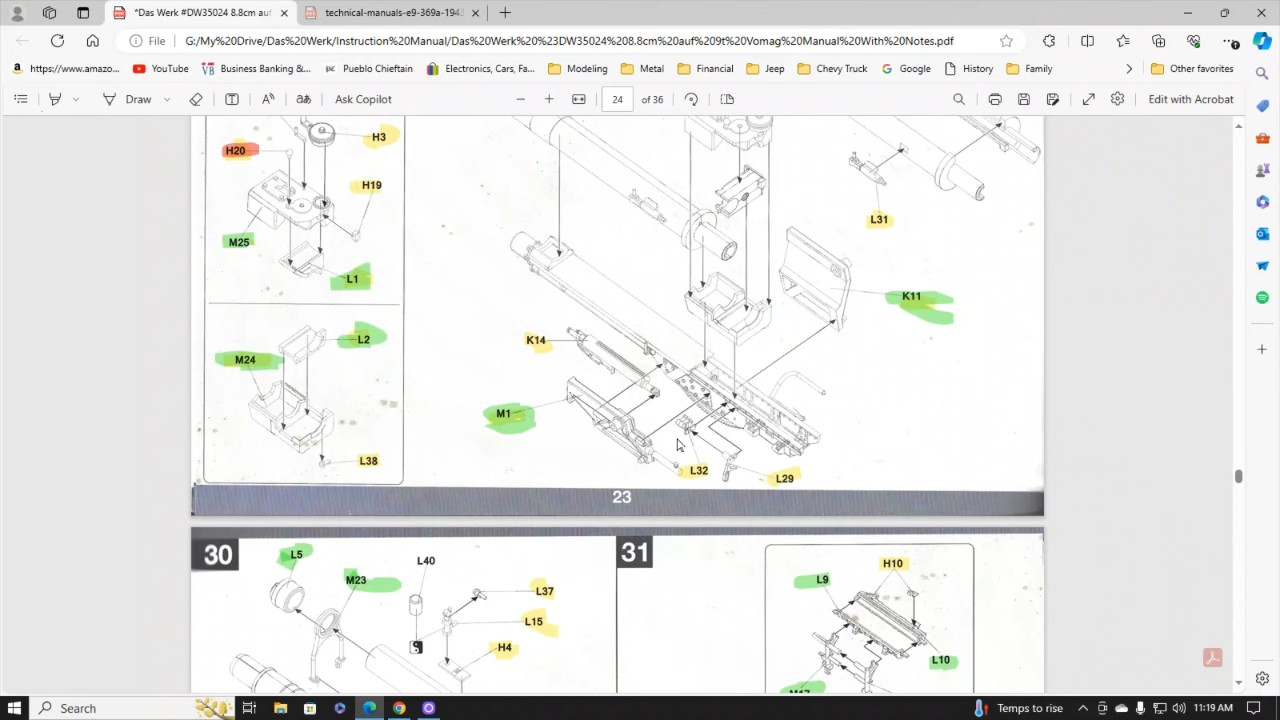 *Das Werk #DW35024 8.8cm auf
technical-manuals-e9-369a-1943
File
G:/My%20Drive/Das%20Werk/Instruction%20Manual/Das%20Werk%20%23DW35024%208.8cm%20auf%209t%20Vomag%20Manual%20With%20Notes.pdf
https://www.amazo...
YouTube
Business Banking &...
Pueblo Chieftain
Electronics, Cars, Fa...
Modeling
Metal
Financial
Jeep
Chevy Truck
Google
History
Family
Other favorites
Draw
Ask Copilot
24
of 36
Edit with Acrobat
H3
H20
H19
M25
L1
L31
K11
L2
M24
K14
M1
L38
L32
L29
23
30
L5
M23
L40
L37
L15
H4
31
H10
L9
L10
M17
Search
Temps to rise
11:19 AM